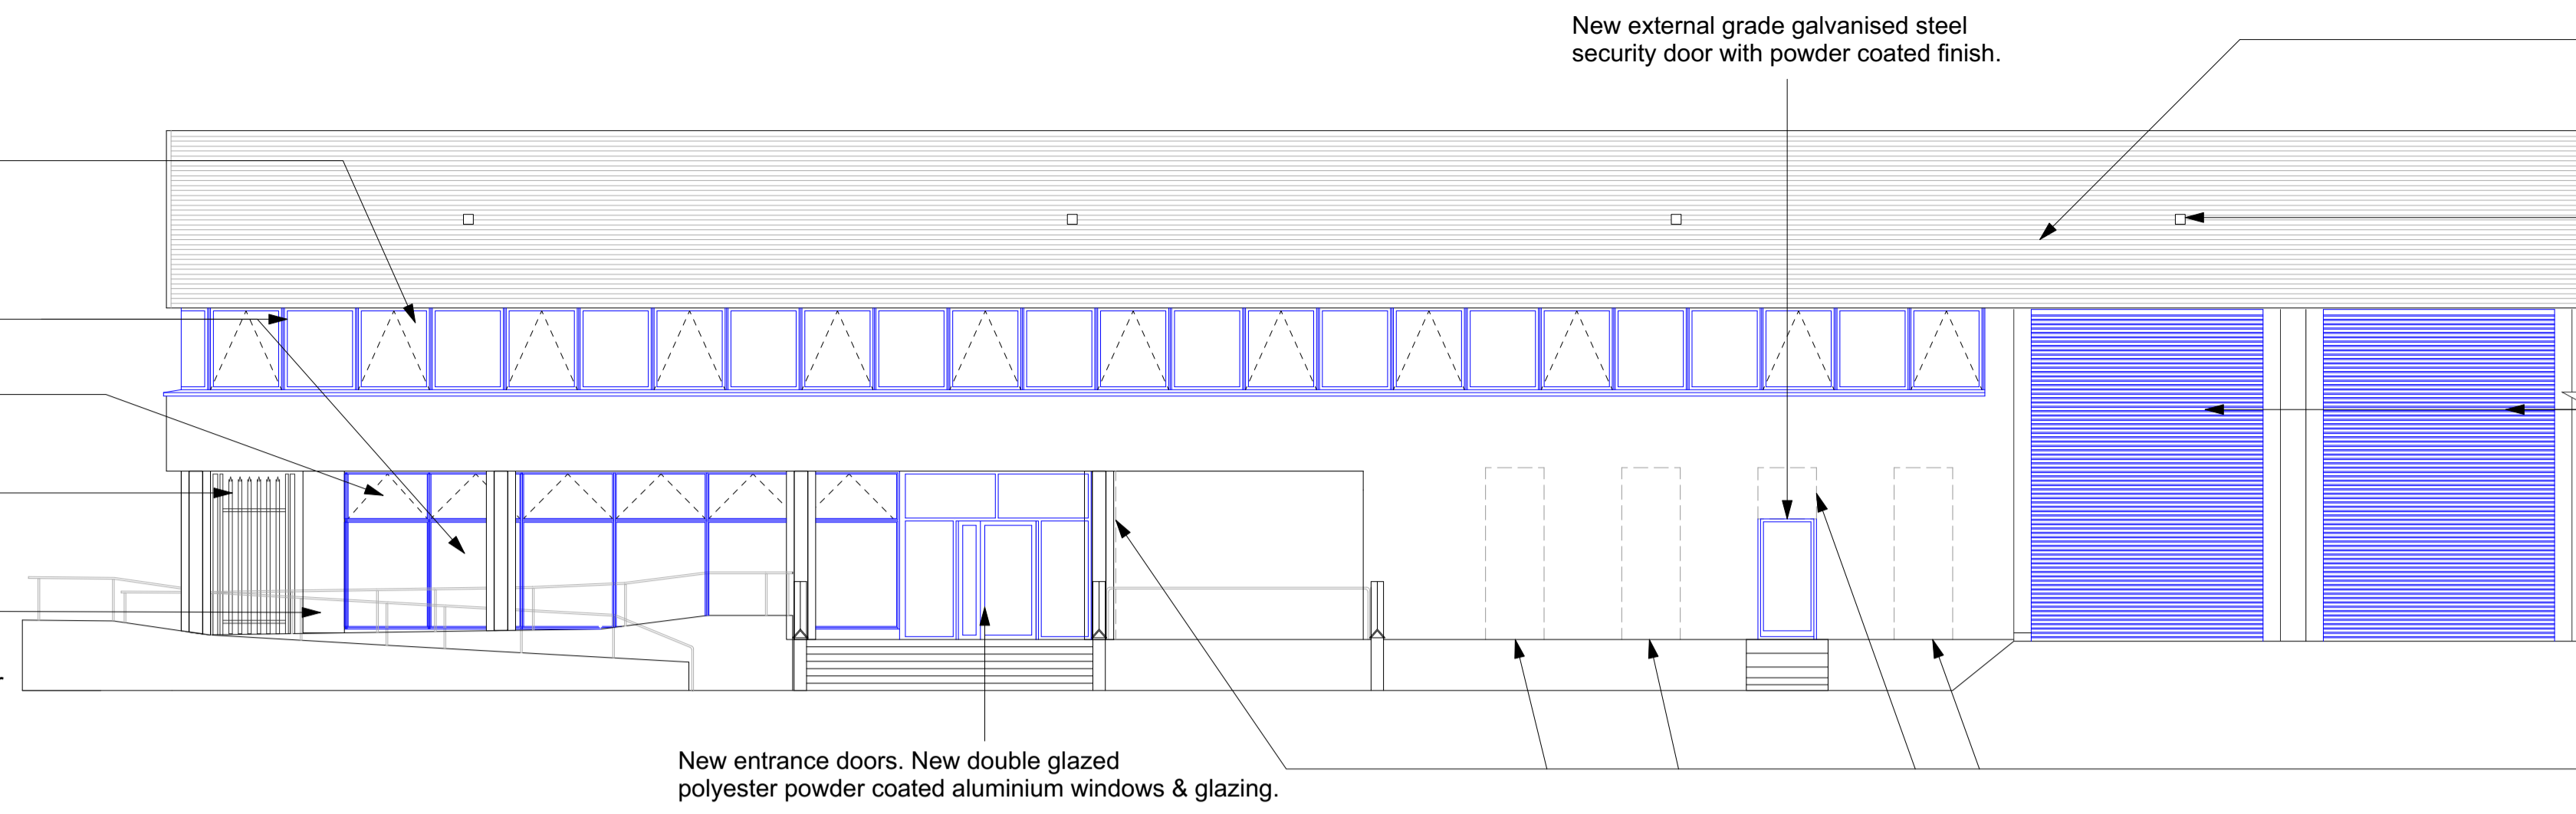 New external grade galvanised steel
security door with powder coated finish.
New entrance doors. New double glazed
polyester powder coated aluminium windows & glazing.